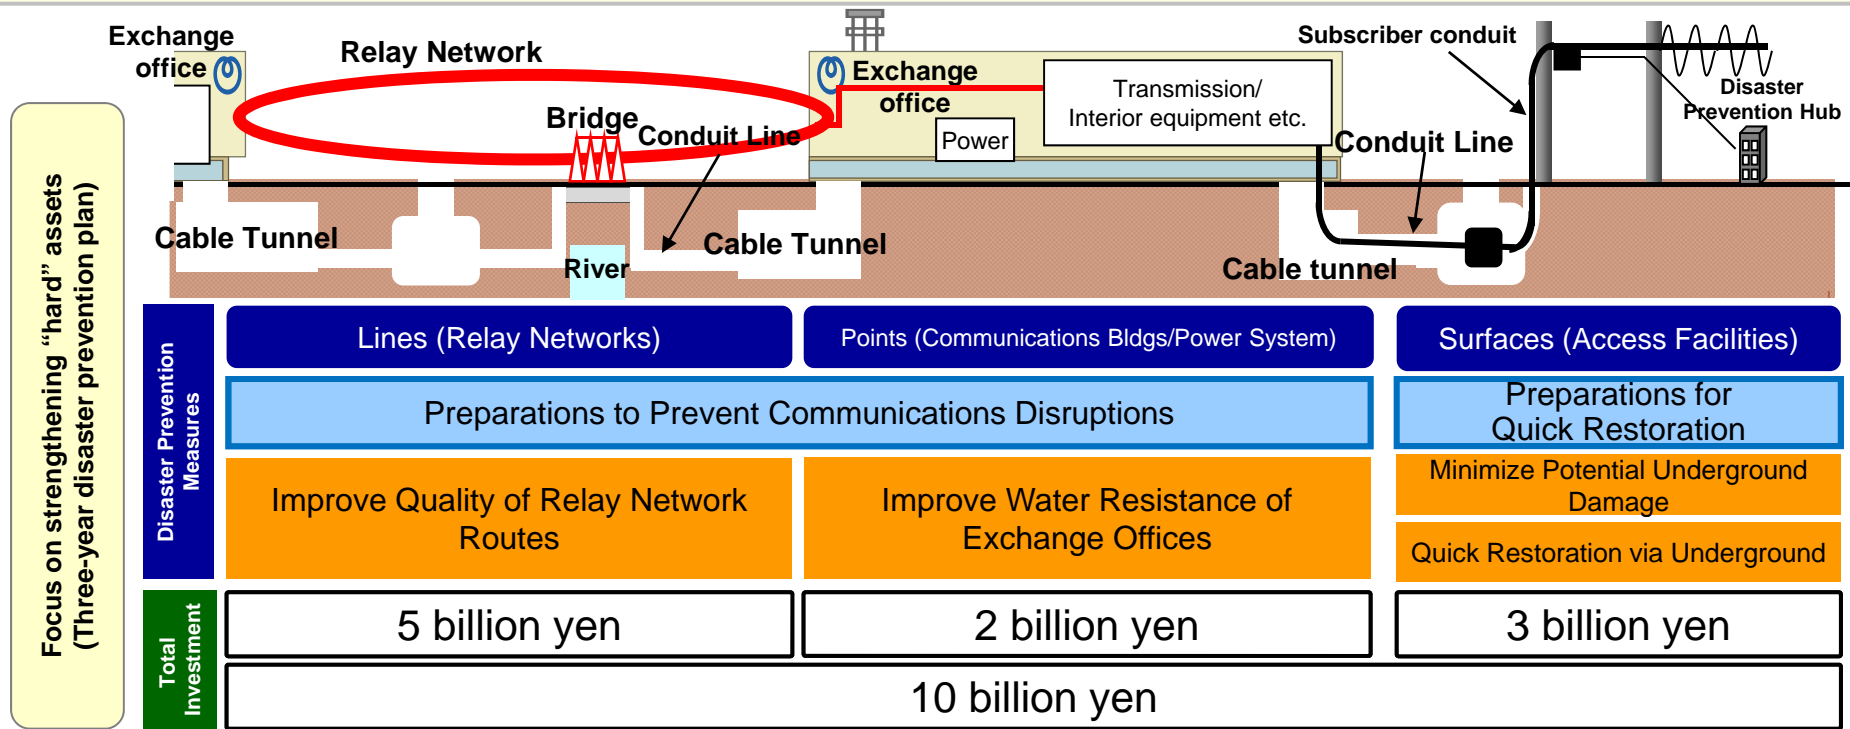 Exchange
office
Relay Network
Bridge
Conduit Line
Exchange
office
Power
Transmission/
Interior equipment etc.
Subscriber conduit
Conduit Line
Disaster
Prevention Hub
Cable Tunnel
River
Cable Tunnel
Cable tunnel
Focus on strengthening “hard” assets
(Three-year disaster prevention plan)
Disaster Prevention
Measures
Lines (Relay Networks)
Points (Communications Bldgs/Power System)
Surfaces (Access Facilities)
Preparations to Prevent Communications Disruptions
Preparations for
Quick Restoration
Improve Quality of Relay Network
Routes
Improve Water Resistance of
Exchange Offices
Minimize Potential Underground
Damage
Quick Restoration via Underground
Total
Investment
5 billion yen
2 billion yen
3 billion yen
10 billion yen